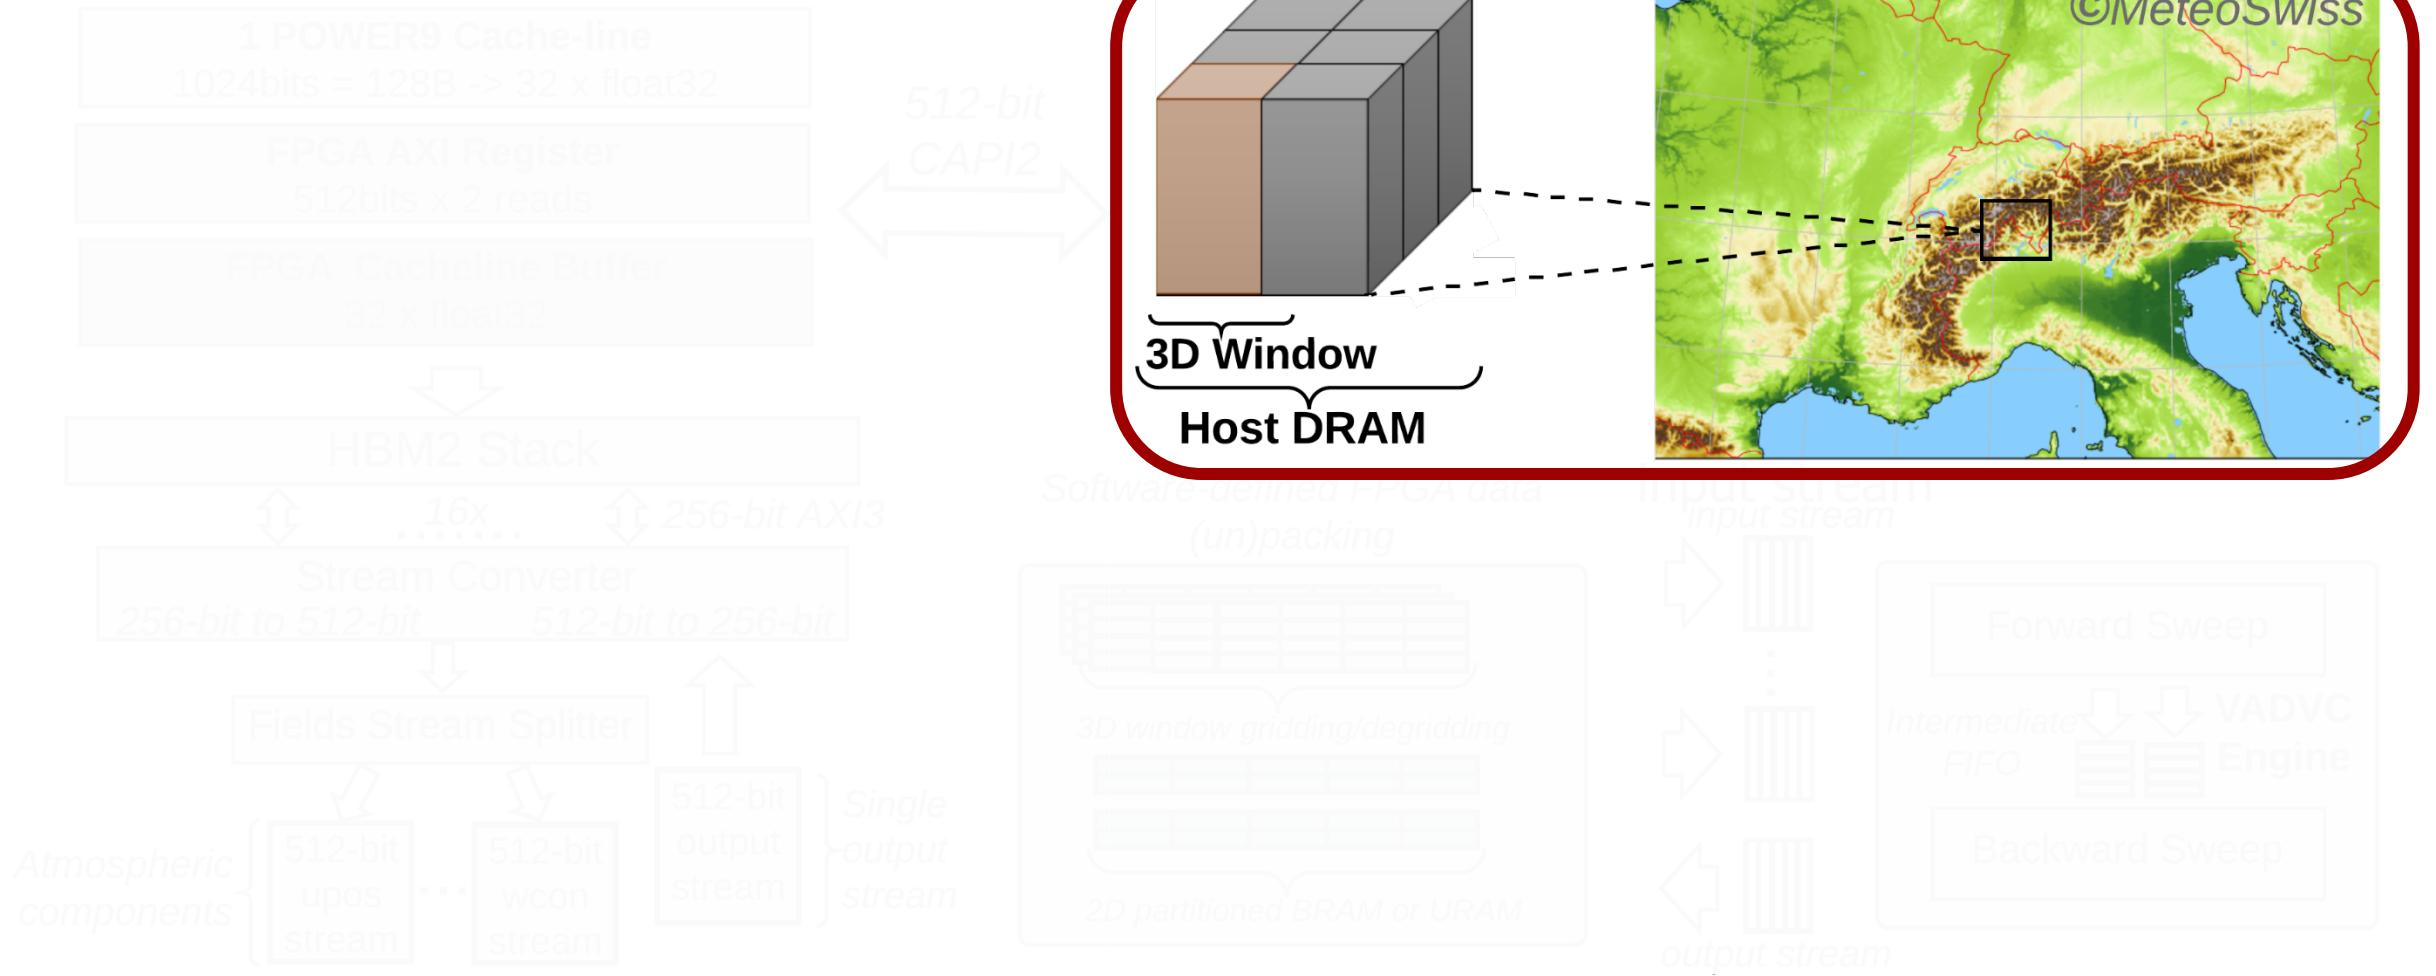 1 POWER9 Cache-line
1024bits = 128B -> 32 x float32
FPGA AXI Register
512bits x 2 reads
FPGA Cacheline Buffer
32 x float32
512-bit
CAPI2
©MeteoSwiss
3D Window
Host DRAM
HBM2 Stack
16x
256-bit AXI3
Stream Converter
256-bit to 512-bit
512-bit to 256-bit
Fields Stream Splitter
Atmospheric
components
512-bit
upos
stream
512-bit
wcon
stream
512-bit
output
stream
Single
output
stream
Software-defined FPGA data
(un)packing
3D window gridding/degridding
2D partitioned BRAM or URAM
Input stream
input stream
output stream
Forward Sweep
Intermediate
FIFO
VADVC
Engine
Backward Sweep